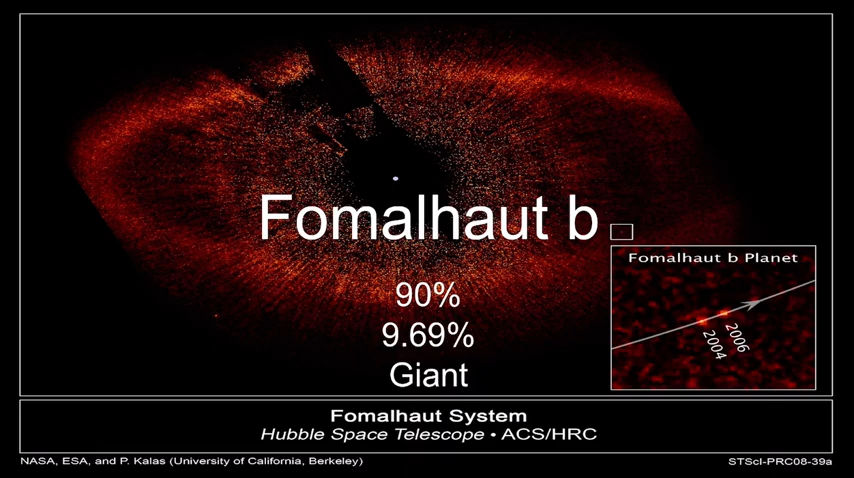 Fomalhaut b
90%
9.69%
Giant
Fomalhaut b Planet
2004
2006
Fomalhaut System
Hubble Space Telescope • ACS/HRC
NASA, ESA, and P. Kalas (University of California, Berkeley)
STScI-PRC08-39a